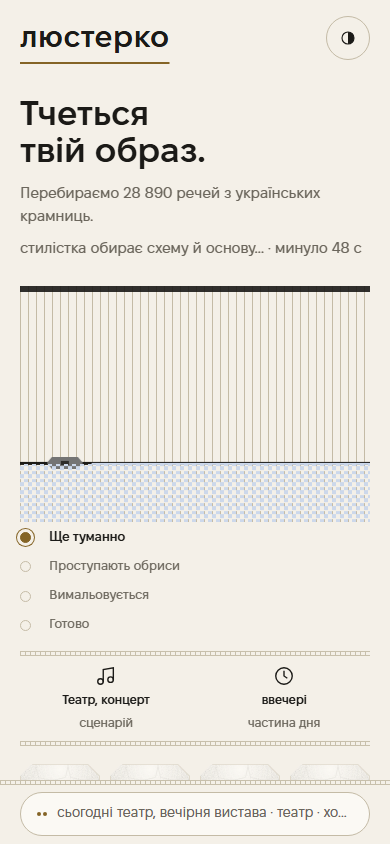 люстерко
Тчеться
твій образ.
Перебираємо 28 890 речей з українських
крамниць.
стилістка обирає схему й основу... · минуло 48 с
Ще туманно
Проступають обриси
Вимальовується
Готово
Театр, концерт
ввечері
сценарій
частина дня
сьогодні театр, вечірня вистава · театр · хо...